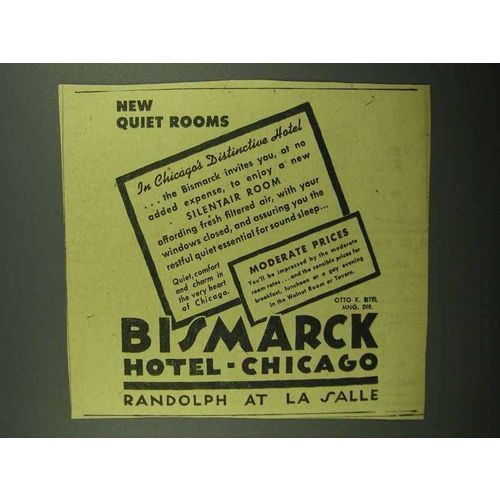 NEW
QUIET ROOMS
In Chicago's Distinctive Hotel
... the Bismarck invites you, at no
added expense, to enjoy a new
SILENTAIR ROOM
affording fresh filtered air, with your
windows closed, and assuring you the
restful quiet essential for sound sleep...
Quiet, comfort
and charm in
the very heart
of Chicago.
MODERATE PRICES
You'll be impressed by the moderate
room rates ... and the sensible prices for
breakfast, luncheon or a gay evening
in the Walnut Room or Tavern.
OTTO K. EITEL
MNG. DIR.
BISMARCK
HOTEL - CHICAGO
RANDOLPH AT LA SALLE